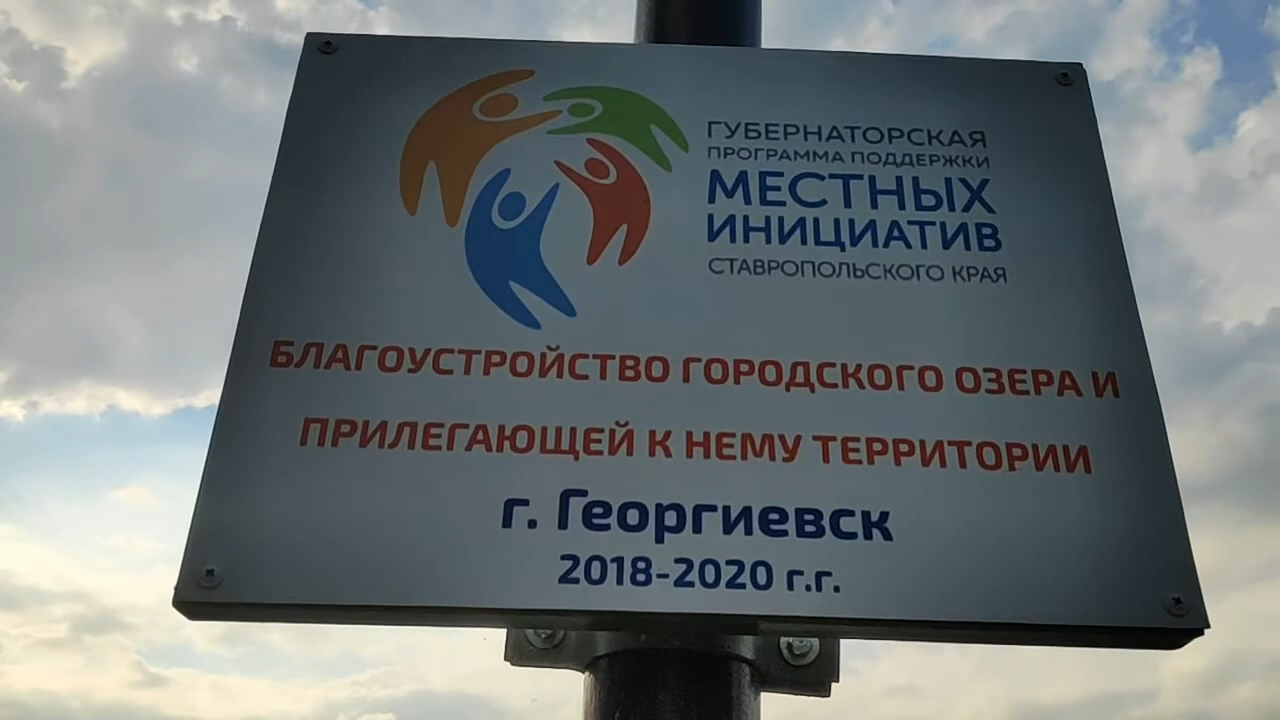 ГУБЕРНАТОРСКАЯ
ПРОГРАММА ПОДДЕРЖКИ
МЕСТНЫХ
ИНИЦИАТИВ
СТАВРОПОЛЬСКОГО КРАЯ
БЛАГОУСТРОЙСТВО ГОРОДСКОГО ОЗЕРА И
ПРИЛЕГАЮЩЕЙ К НЕМУ ТЕРРИТОРИИ
г. Георгиевск
2018-2020 г.г.